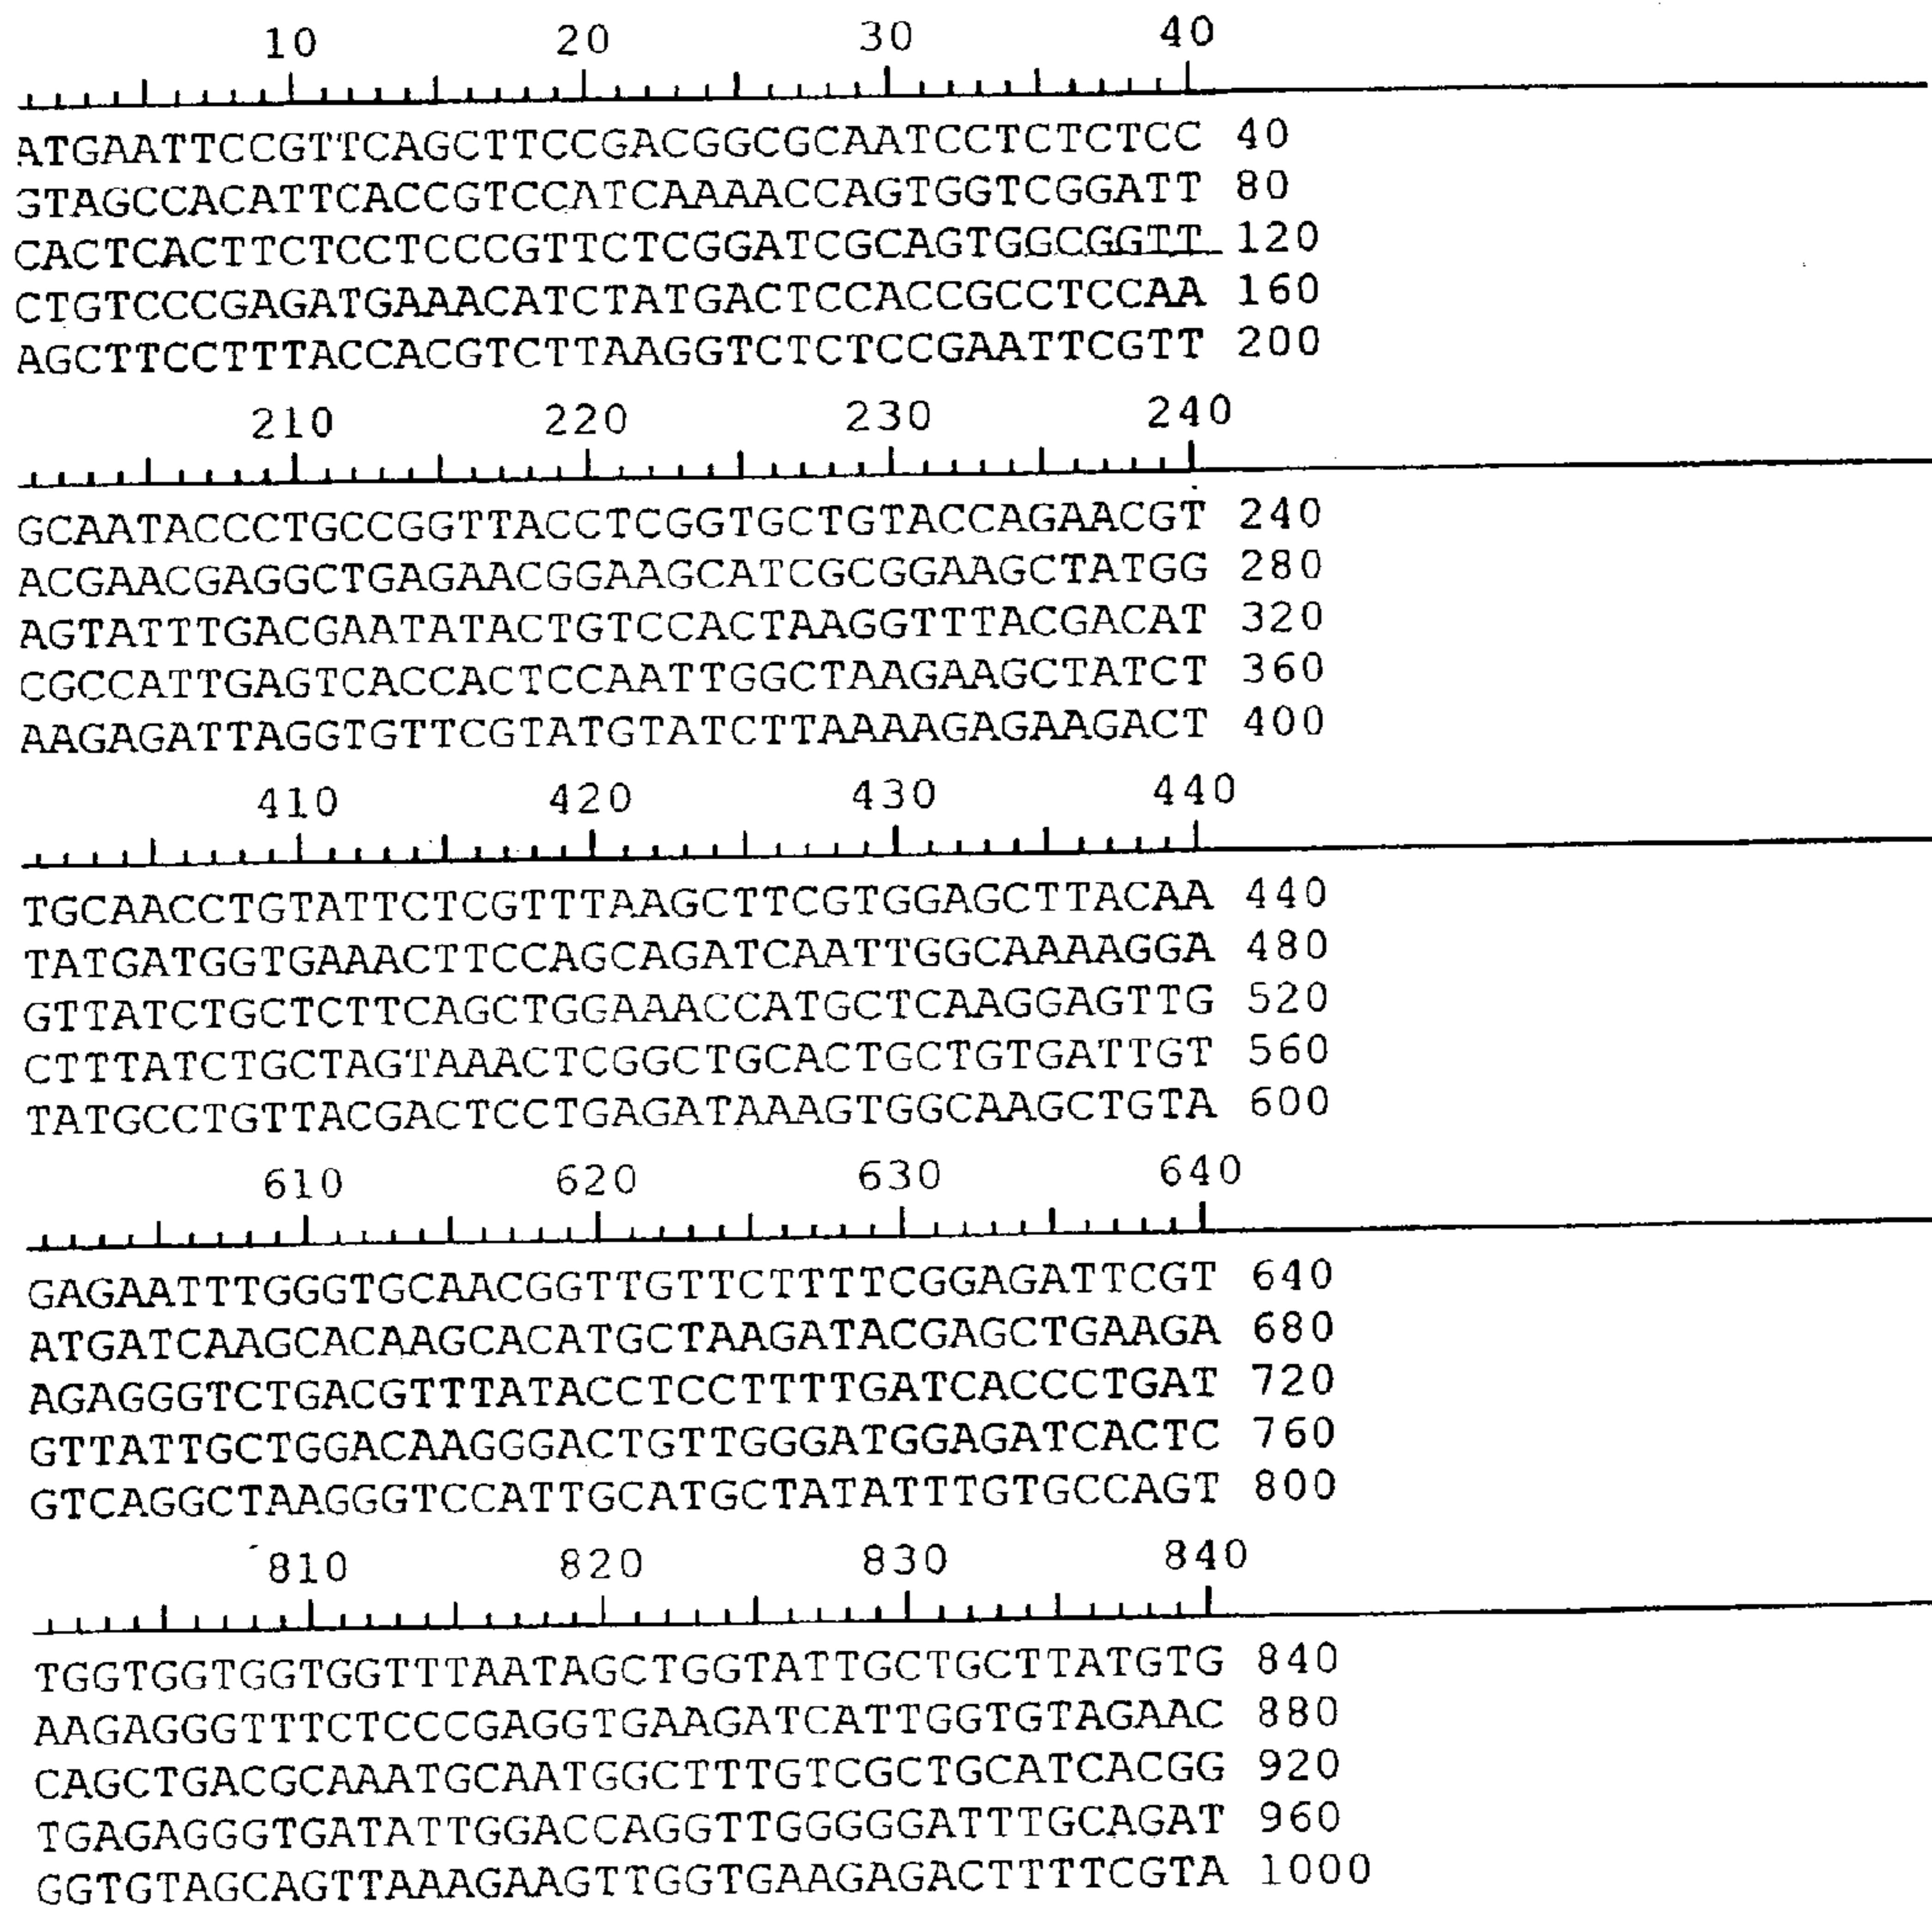 10 20 30 40
ATGAATTCCGTTCAGCTTCCGACGGCGCAATCCTCTCTCC 40
GTAGCCACATTCACCGTCCATCAAAACCAGTGGTCGGATT 80
CACTCACTTCTCCTCCCGTTCTCGGATCGCAGTGGCGGTT 120
CTGTCCCGAGATGAAACATCTATGACTCCACCGCCTCCAA 160
AGCTTCCTTTACCACGTCTTAAGGTCTCTCCGAATTCGTT 200
210 220 230 240
GCAATACCCTGCCGGTTACCTCGGTGCTGTACCAGAACGT 240
ACGAACGAGGCTGAGAACGGAAGCATCGCGGAAGCTATGG 280
AGTATTTGACGAATATACTGTCCACTAAGGTTTACGACAT 320
CGCCATTGAGTCACCACTCCAATTGGCTAAGAAGCTATCT 360
AAGAGATTAGGTGTTCGTATGTATCTTAAAAGAGAAGACT 400
410 420 430 440
TGCAACCTGTATTCTCGTTTAAGCTTCGTGGAGCTTACAA 440
TATGATGGTGAAACTTCCAGCAGATCAATTGGCAAAAGGA 480
GTTATCTGCTCTTCAGCTGGAAACCATGCTCAAGGAGTTG 520
CTTTATCTGCTAGTAAACTCGGCTGCACTGCTGTGATTGT 560
TATGCCTGTTACGACTCCTGAGATAAAGTGGCAAGCTGTA 600
610 620 630 640
GAGAATTTGGGTGCAACGGTTGTTCTTTTCGGAGATTCGT 640
ATGATCAAGCACAAGCACATGCTAAGATACGAGCTGAAGA 680
AGAGGGTCTGACGTTTATACCTCCTTTTGATCACCCTGAT 720
GTTATTGCTGGACAAGGGACTGTTGGGATGGAGATCACTC 760
GTCAGGCTAAGGGTCCATTGCATGCTATATTTGTGCCAGT 800
810 820 830 840
TGGTGGTGGTGGTTTAATAGCTGGTATTGCTGCTTATGTG 840
AAGAGGGTTTCTCCCGAGGTGAAGATCATTGGTGTAGAAC 880
CAGCTGACGCAAATGCAATGGCTTTGTCGCTGCATCACGG 920
TGAGAGGGTGATATTGGACCAGGTTGGGGGATTTGCAGAT 960
GGTGTAGCAGTTAAAGAAGTTGGTGAAGAGACTTTTCGTA 1000